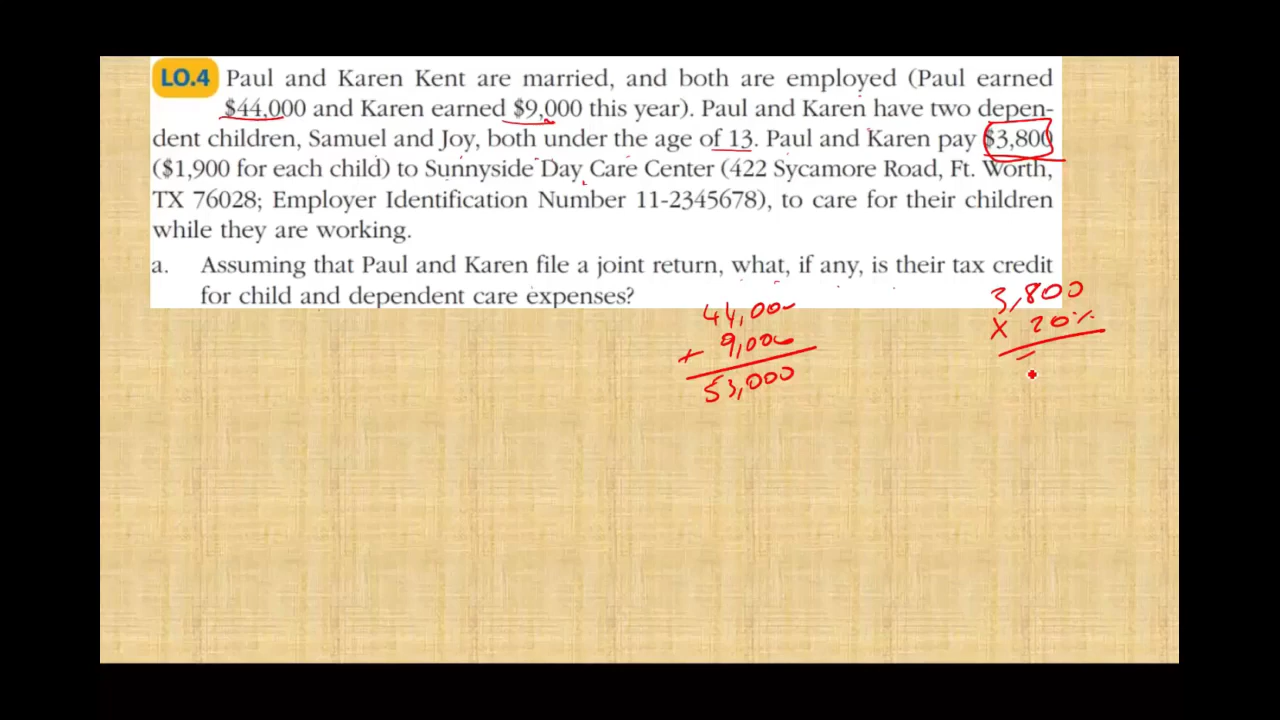 LO.4 Paul and Karen Kent are married, and both are employed (Paul earned
$44,000 and Karen earned $9,000 this year). Paul and Karen have two depen-
dent children, Samuel and Joy, both under the age of 13. Paul and Karen pay $3,800
($1,900 for each child) to Sunnyside Day Care Center (422 Sycamore Road, Ft. Worth,
TX 76028; Employer Identification Number 11-2345678), to care for their children
while they are working.
a. Assuming that Paul and Karen file a joint return, what, if any, is their tax credit
for child and dependent care expenses?
44,000
+ 9,000
53,000
3,800
x 20%